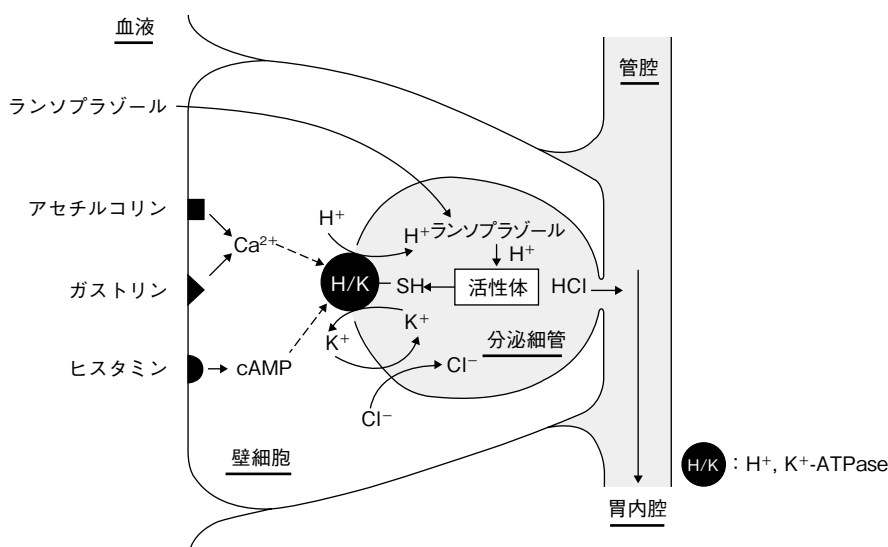 血液
管腔
ランソプラゾール
アセチルコリン
H⁺
H⁺ランソプラゾール
Ca²⁺
H⁺
ガストリン
H/K
SH
活性体
HCl
K⁺
K⁺
分泌細管
ヒスタミン
cAMP
Cl⁻
Cl⁻
壁細胞
H/K：H⁺, K⁺-ATPase
胃内腔